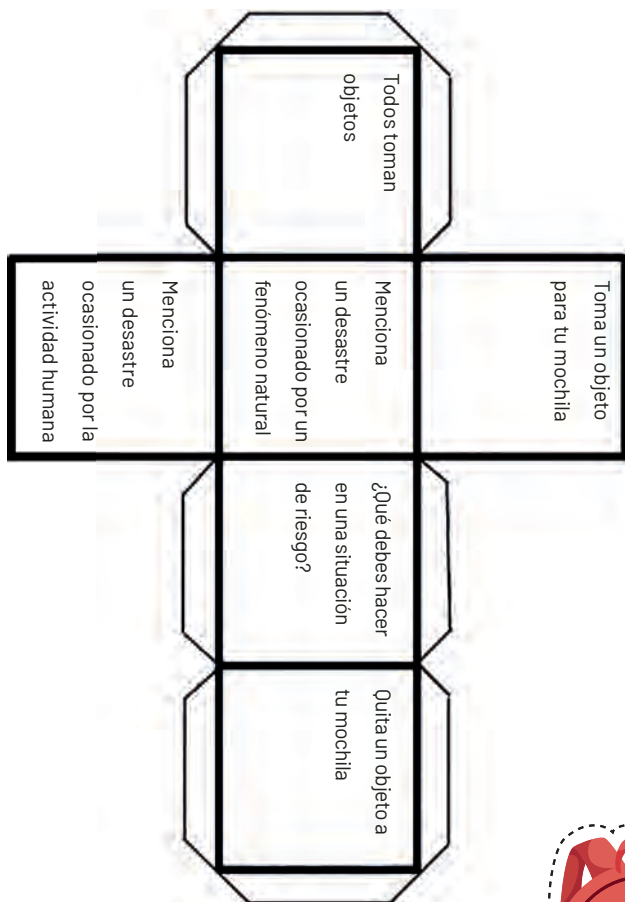 Toma un objeto
para tu mochila
Todos toman
objetos
Menciona
un desastre
ocasionado por un
fenómeno natural
¿Qué debes hacer
en una situación
de riesgo?
Quita un objeto a
tu mochila
Menciona
un desastre
ocasionado por la
actividad humana